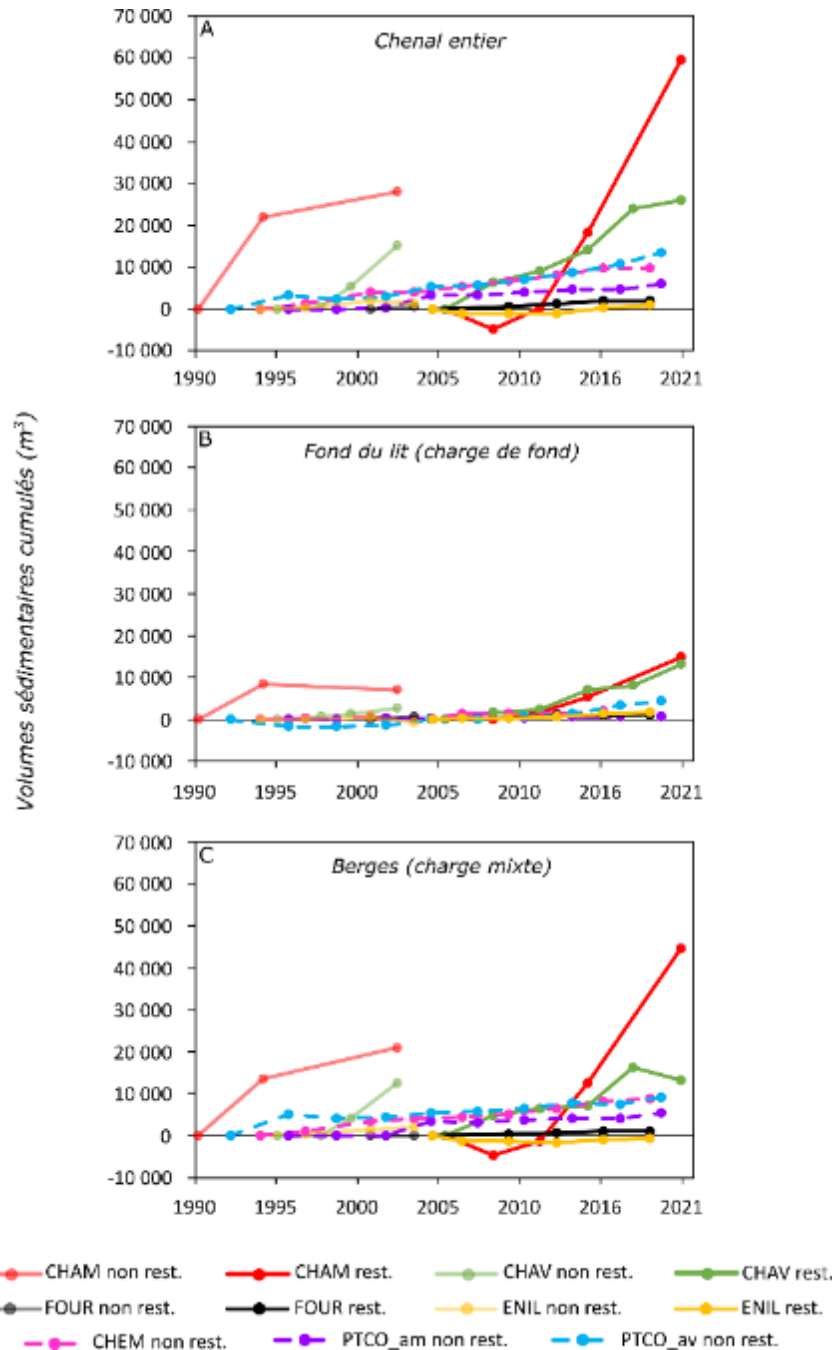 Volumes sédimentaires cumulés (m³)
A
Chenal entier
70 000
60 000
50 000
40 000
30 000
20 000
10 000
0
-10 000
1990 1995 2000 2005 2010 2016 2021
B
Fond du lit (charge de fond)
70 000
60 000
50 000
40 000
30 000
20 000
10 000
0
-10 000
1990 1995 2000 2005 2010 2016 2021
C
Berges (charge mixte)
70 000
60 000
50 000
40 000
30 000
20 000
10 000
0
-10 000
1990 1995 2000 2005 2010 2016 2021
CHAM non rest. CHAM rest. CHAV non rest. CHAV rest.
FOUR non rest. FOUR rest. ENIL non rest. ENIL rest.
CHEM non rest. PTCO_am non rest. PTCO_av non rest.